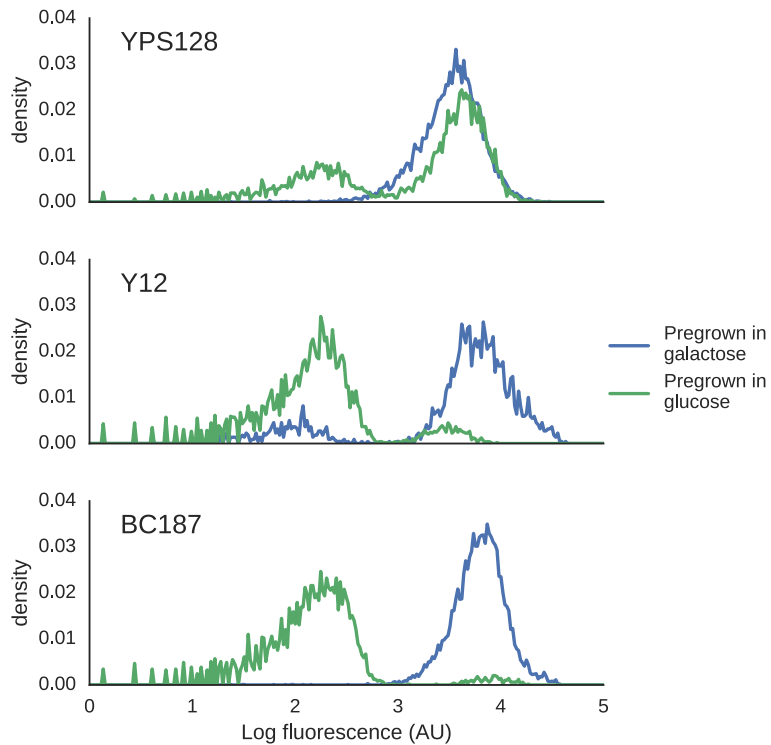 0.04
YPS128
0.03
0.02
0.01
0.00
density
0.04
Y12
0.03
0.02
0.01
0.00
density
Pregrown in
galactose
Pregrown in
glucose
0.04
BC187
0.03
0.02
0.01
0.00
density
0 1 2 3 4 5
Log fluorescence (AU)